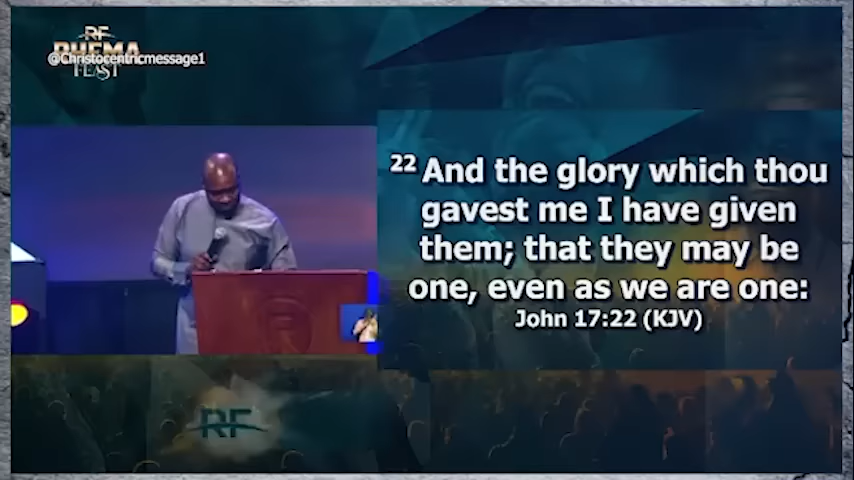 RF
RHEMA
@Christocentricmessage1
FEAST
22 And the glory which thou
gavest me I have given
them; that they may be
one, even as we are one:
John 17:22 (KJV)
RF